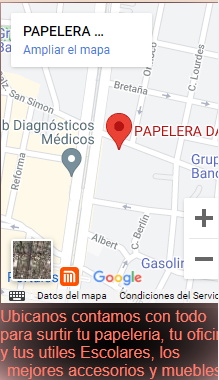 PAPELERA ...
Ampliar el mapa
C. Lourdes
Bretaña
San Simon
b Diagnósticos
Médicos
PAPELERA DA
Grup
Banc
Reforma
C. Berlín
Albert
Gasolin
Google
Datos del mapa
Condiciones del Servic
Ubicanos contamos con todo
para surtir tu papeleria, tu oficin
y tus utiles Escolares, los
mejores accesorios y muebles